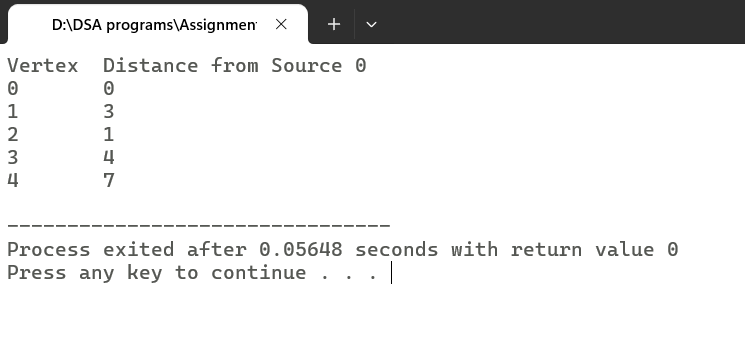 D:\DSA programs\Assignmen
Vertex  Distance from Source 0
0       0
1       3
2       1
3       4
4       7
--------------------------------
Process exited after 0.05648 seconds with return value 0
Press any key to continue . . .